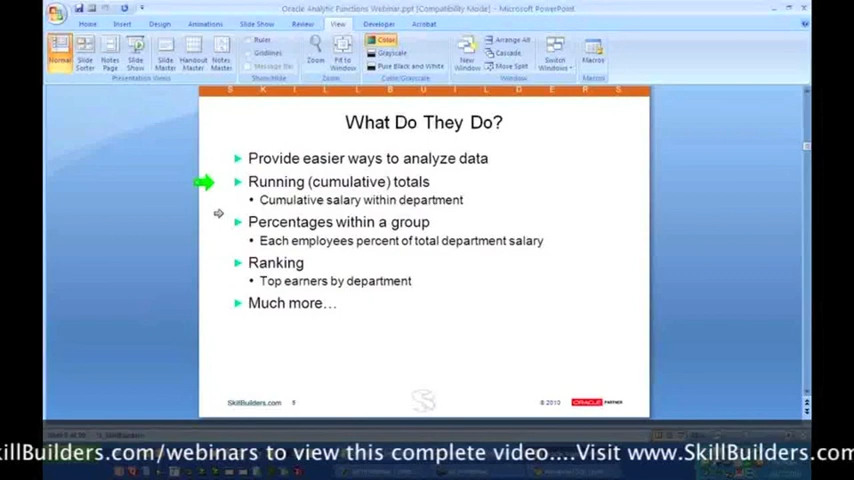 Oracle Analytic Functions Webinar.ppt [Compatibility Mode] - Microsoft PowerPoint
Home Insert Design Animations Slide Show Review View Developer Acrobat
Normal
Slide Sorter
Notes Page
Slide Show
Slide Master
Handout Master
Notes Master
Presentation Views
Ruler
Gridlines
Message Bar
Show/Hide
Zoom
Fit to Window
Zoom
Color
Grayscale
Pure Black and White
Color/Grayscale
New Window
Arrange All
Cascade
Move Split
Window
Switch Windows
Macros
Macros
S K I L L B U I L D E R S
What Do They Do?
Provide easier ways to analyze data
Running (cumulative) totals
• Cumulative salary within department
Percentages within a group
• Each employees percent of total department salary
Ranking
• Top earners by department
Much more…
SkillBuilders.com
© 2010 ORACLE PARTNER
killBuilders.com/webinars to view this complete video....Visit www.SkillBuilders.com